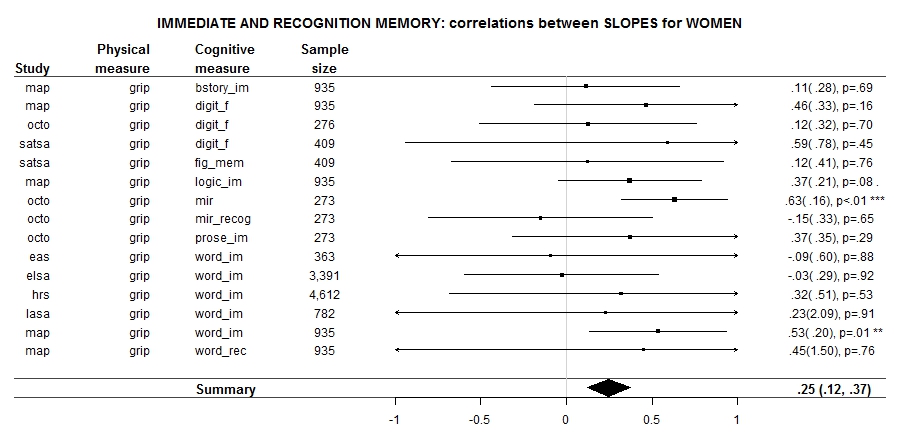 IMMEDIATE AND RECOGNITION MEMORY: correlations between SLOPES for WOMEN
Physical Cognitive Sample
Study measure measure size
map grip bstory_im 935 .11( .28), p=.69
map grip digit_f 935 .46( .33), p=.16
octo grip digit_f 276 .12( .32), p=.70
satsa grip digit_f 409 .59( .78), p=.45
satsa grip fig_mem 409 .12( .41), p=.76
map grip logic_im 935 .37( .21), p=.08 .
octo grip mir 273 .63( .16), p<.01 ***
octo grip mir_recog 273 -.15( .33), p=.65
octo grip prose_im 273 .37( .35), p=.29
eas grip word_im 363 -.09( .60), p=.88
elsa grip word_im 3,391 -.03( .29), p=.92
hrs grip word_im 4,612 .32( .51), p=.53
lasa grip word_im 782 .23(2.09), p=.91
map grip word_im 935 .53( .20), p=.01 **
map grip word_rec 935 .45(1.50), p=.76
Summary .25 (.12, .37)
-1 -0.5 0 0.5 1